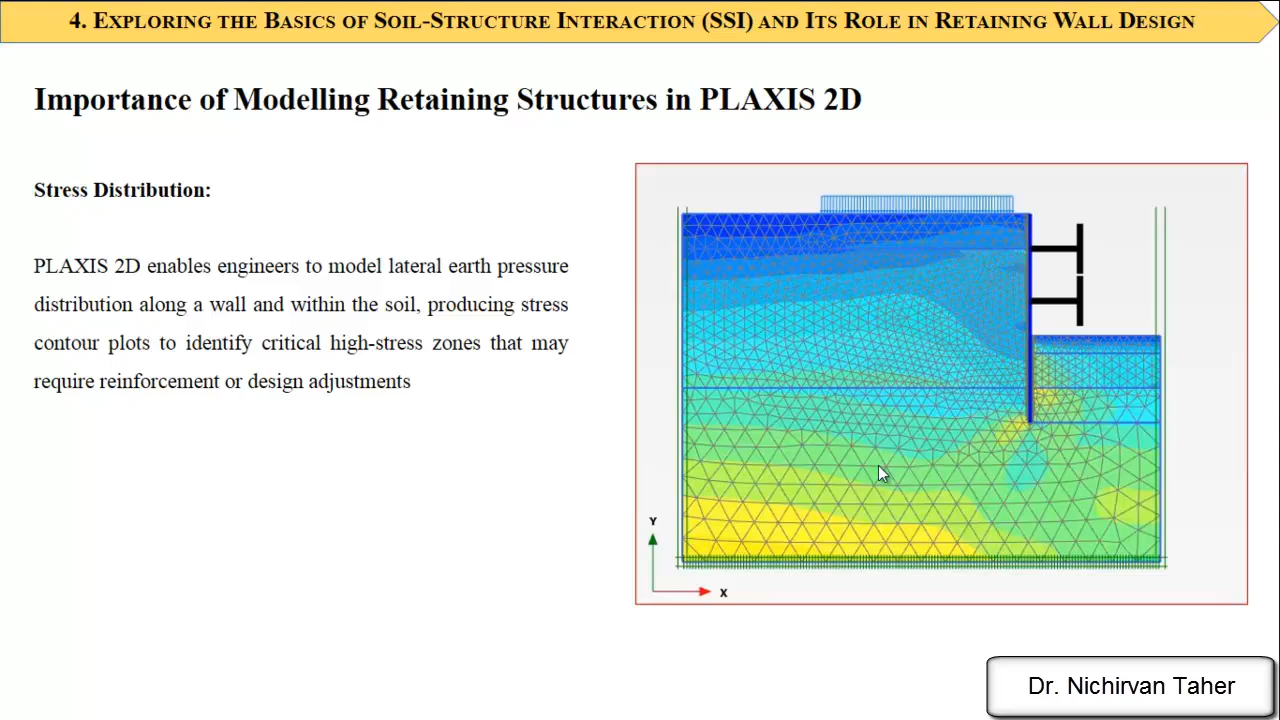 4. Exploring the Basics of Soil-Structure Interaction (SSI) and Its Role in Retaining Wall Design
Importance of Modelling Retaining Structures in PLAXIS 2D
Stress Distribution:
PLAXIS 2D enables engineers to model lateral earth pressure
distribution along a wall and within the soil, producing stress
contour plots to identify critical high-stress zones that may
require reinforcement or design adjustments
Y
X
Dr. Nichirvan Taher